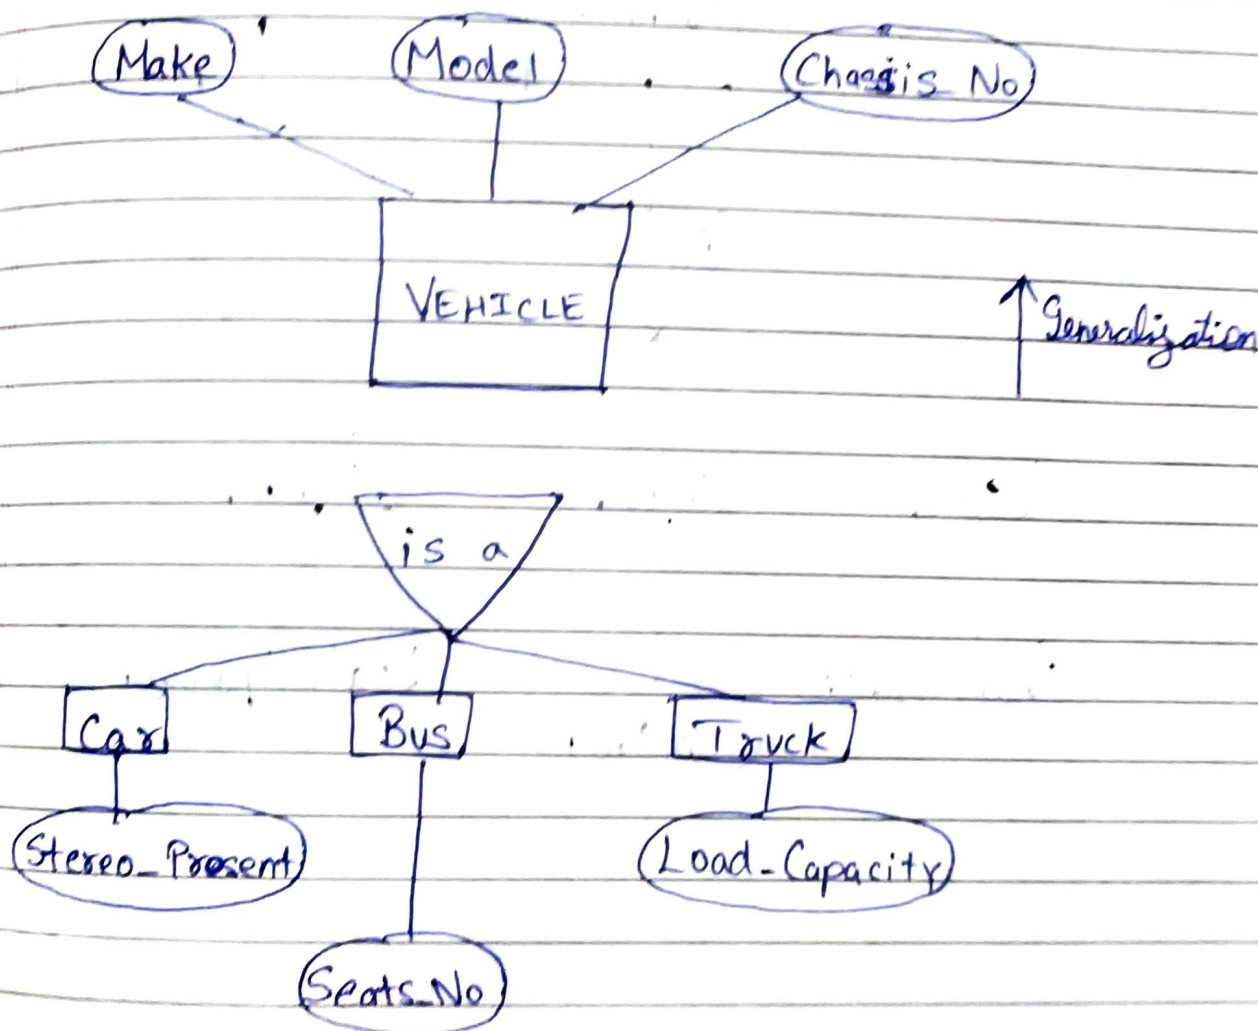 Make Model Chassis_No
VEHICLE
Generalization
is a
Car Bus Truck
Stereo_Present Load_Capacity
Seats_No